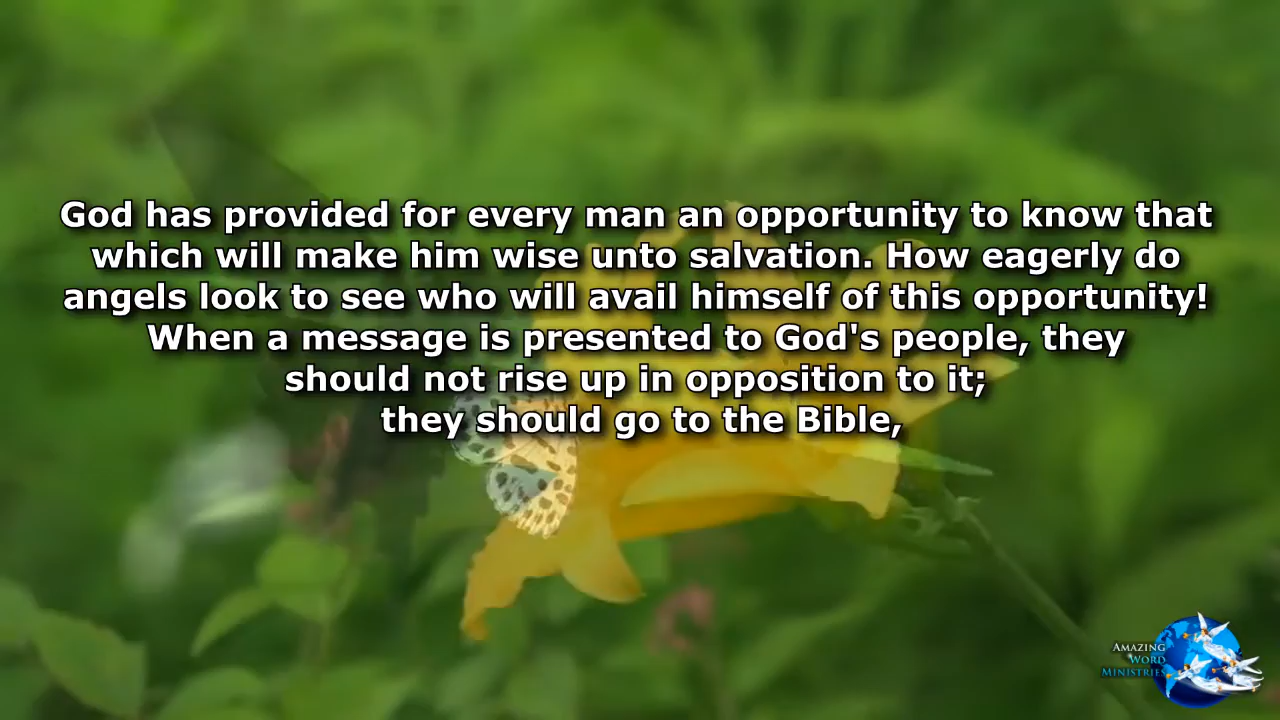 God has provided for every man an opportunity to know that
which will make him wise unto salvation. How eagerly do
angels look to see who will avail himself of this opportunity!
When a message is presented to God's people, they
should not rise up in opposition to it;
they should go to the Bible,
AMAZING
WORD
MINISTRIES